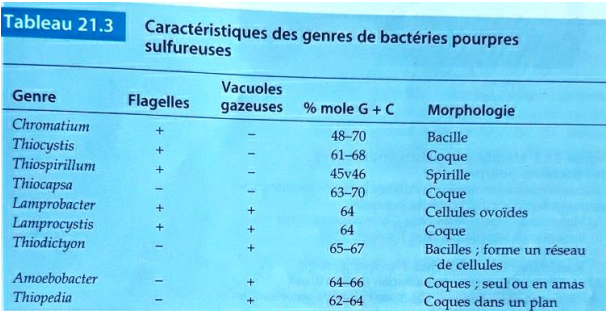 Tableau 21.3 Caractéristiques des genres de bactéries pourpres
sulfureuses
Genre Flagelles Vacuoles gazeuses % mole G + C Morphologie
Chromatium + − 48–70 Bacille
Thiocystis + − 61–68 Coque
Thiospirillum + − 45v46 Spirille
Thiocapsa − − 63–70 Coque
Lamprobacter + + 64 Cellules ovoïdes
Lamprocystis + + 64 Coque
Thiodictyon − + 65–67 Bacilles ; forme un réseau
de cellules
Amoebobacter − + 64–66 Coques ; seul ou en amas
Thiopedia − + 62–64 Coques dans un plan